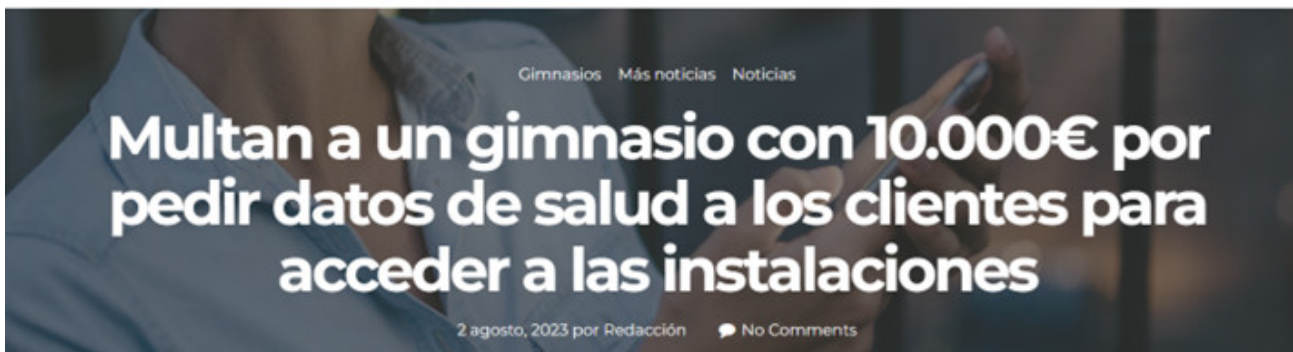 Gimnasios Más noticias Noticias
Multan a un gimnasio con 10.000€ por
pedir datos de salud a los clientes para
acceder a las instalaciones
2 agosto, 2023 por Redacción No Comments